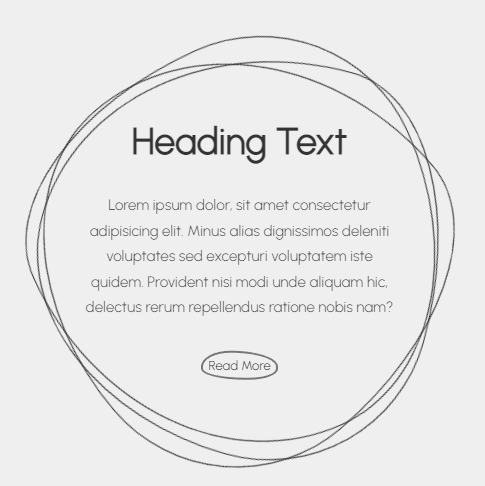 Heading Text
Lorem ipsum dolor, sit amet consectetur
adipisicing elit. Minus alias dignissimos deleniti
voluptates sed excepturi voluptatem iste
quidem. Provident nisi modi unde aliquam hic,
delectus rerum repellendus ratione nobis nam?
Read More